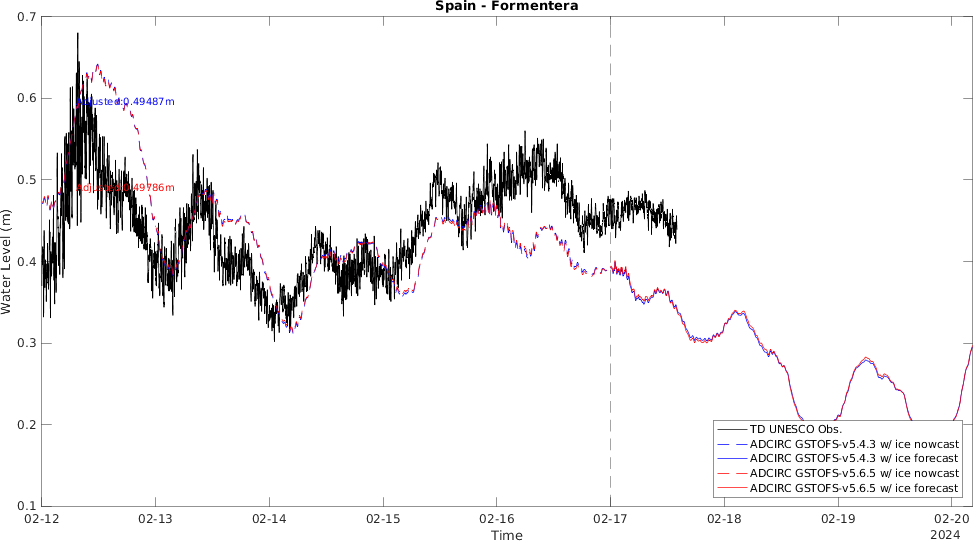 Spain - Formentera
0.7
0.6
0.5
0.4
0.3
0.2
0.1
Water Level (m)
Adjusted:0.49487m
Adjusted:0.49786m
TD UNESCO Obs.
ADCIRC GSTOFS-v5.4.3 w/ ice nowcast
ADCIRC GSTOFS-v5.4.3 w/ ice forecast
ADCIRC GSTOFS-v5.6.5 w/ ice nowcast
ADCIRC GSTOFS-v5.6.5 w/ ice forecast
02-12 02-13 02-14 02-15 02-16 02-17 02-18 02-19 02-20
Time
2024